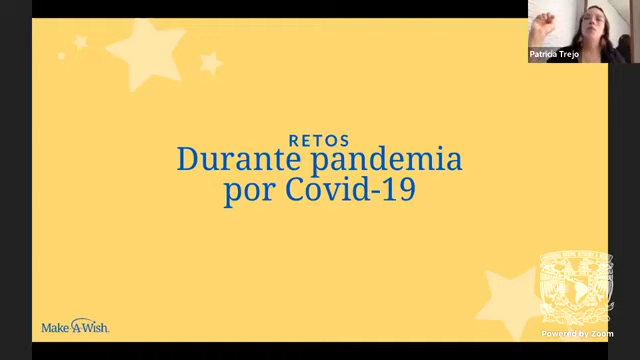 Patricia Trejo
RETOS
Durante pandemia
por Covid-19
Make-A-Wish.
Powered by Zoom